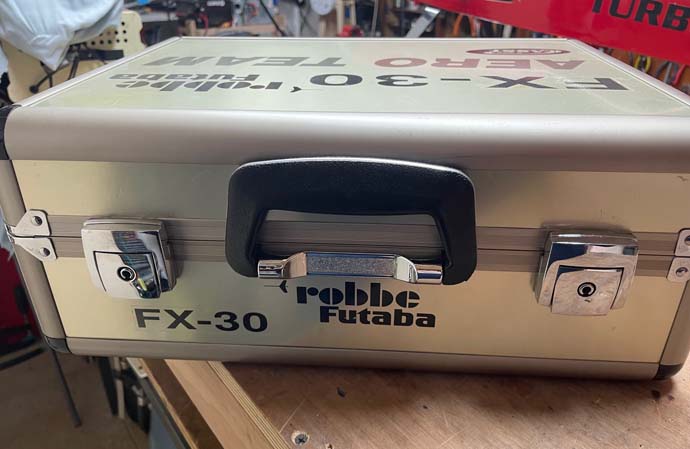 TURB
AERO TEAM
FX-30 robbe
Futaba
robbe
FX-30 Futaba